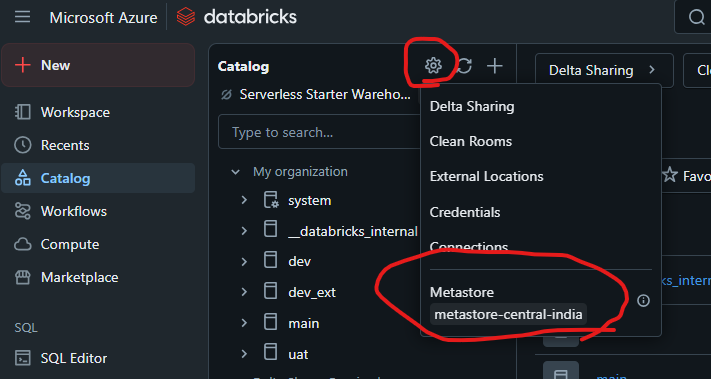 Microsoft Azure
databricks
New
Workspace
Recents
Catalog
Workflows
Compute
Marketplace
SQL
SQL Editor
Catalog
Serverless Starter Wareho...
Type to search...
My organization
system
__databricks_internal
dev
dev_ext
main
uat
Delta Sharing
Clean Rooms
External Locations
Credentials
Connections
Metastore
metastore-central-india
Delta Sharing
Cl
Favo
ks_interna
main